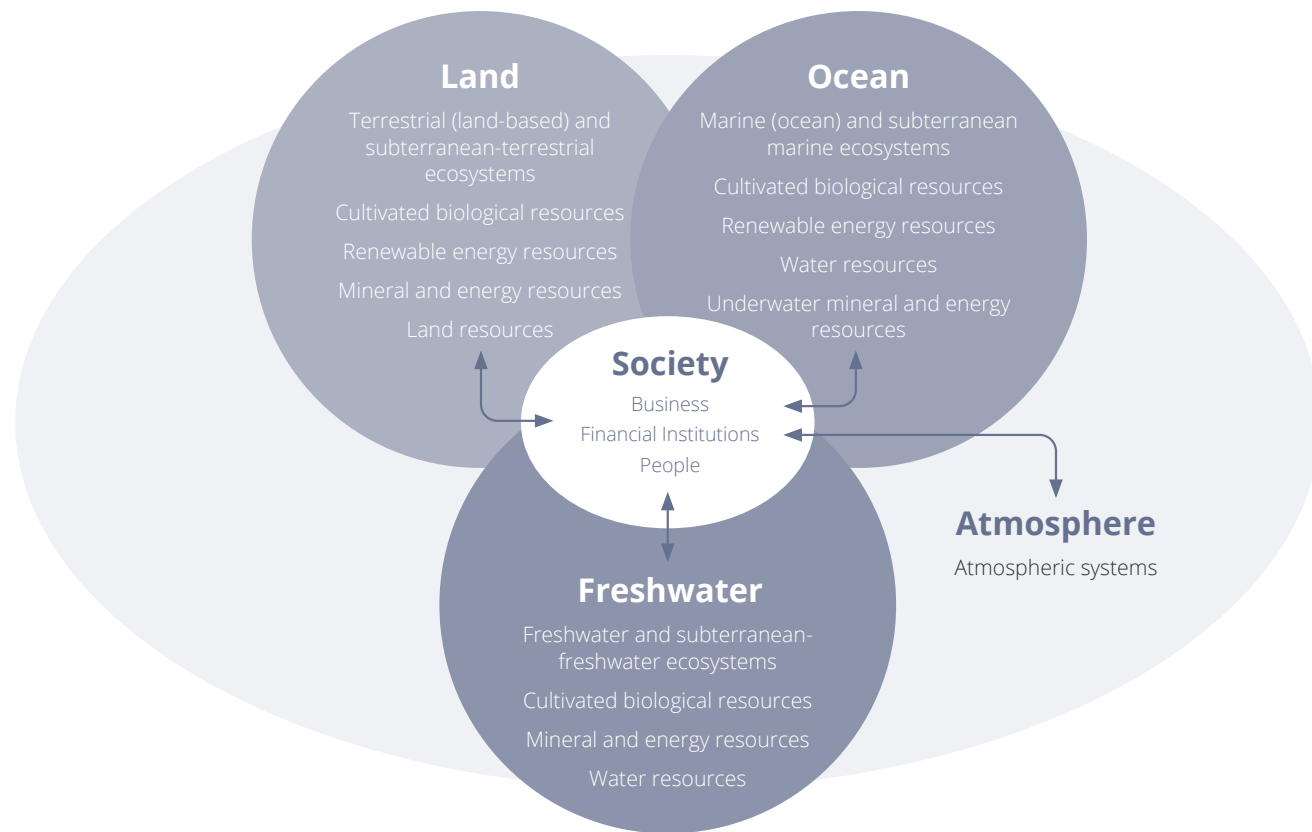 Land
Terrestrial (land-based) and
subterranean-terrestrial
ecosystems
Cultivated biological resources
Renewable energy resources
Mineral and energy resources
Land resources
Ocean
Marine (ocean) and subterranean
marine ecosystems
Cultivated biological resources
Renewable energy resources
Water resources
Underwater mineral and energy
resources
Society
Business
Financial Institutions
People
Atmosphere
Atmospheric systems
Freshwater
Freshwater and subterranean-
freshwater ecosystems
Cultivated biological resources
Mineral and energy resources
Water resources